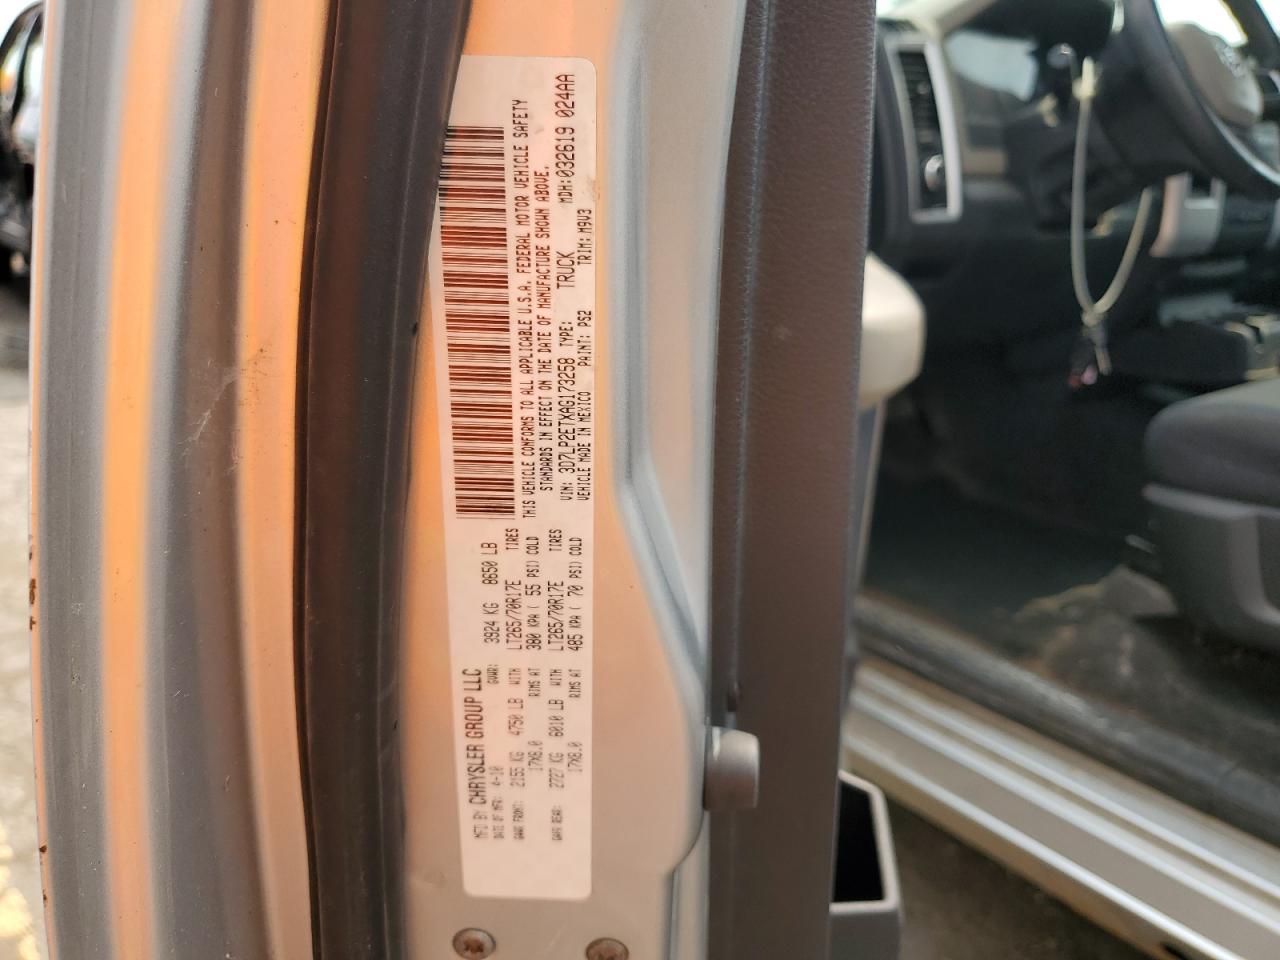 MFD BY CHRYSLER GROUP LLC
DATE OF MFR: 4-10 GVWR: 3924 KG 8650 LB
GAWR FRONT: 2155 KG 4750 LB WITH LT265/70R17E TIRES
17X8.0 RIMS AT 380 KPA( 55 PSI) COLD
GAWR REAR: 2727 KG 6010 LB WITH LT265/70R17E TIRES
17X8.0 RIMS AT 485 KPA( 70 PSI) COLD
THIS VEHICLE CONFORMS TO ALL APPLICABLE U.S.A. FEDERAL MOTOR VEHICLE SAFETY
STANDARDS IN EFFECT ON THE DATE OF MANUFACTURE SHOWN ABOVE.
VIN: 3D7LP2ETXAG173258 TYPE: TRUCK MDH:032619 024AA
VEHICLE MADE IN MEXICO PAINT: PS2 TRIM: M9V3